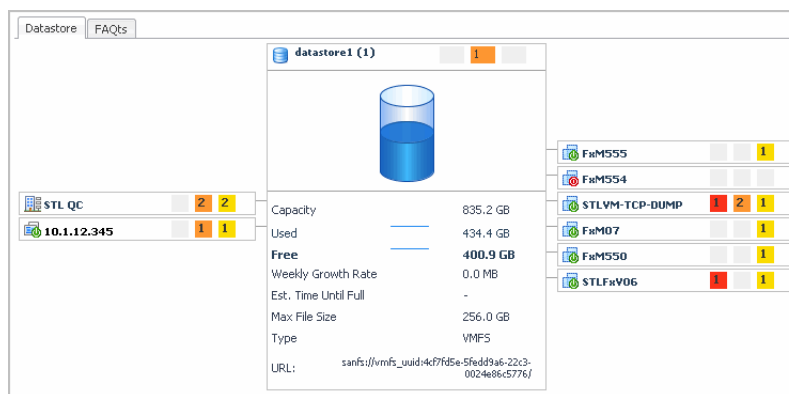 Datastore FAQts
datastore1 (1) 1
STL QC 2 2
10.1.12.345 1 1
Capacity 835.2 GB
Used 434.4 GB
Free 400.9 GB
Weekly Growth Rate 0.0 MB
Est. Time Until Full -
Max File Size 256.0 GB
Type VMFS
URL: sanfs://vmfs_uuid:4cf7fd5e-5fedd9a6-22c3-
0024e86c5776/
FxM555 1
FxM554
STLVM-TCP-DUMP 1 2 1
FxM07 1
FxM550 1
STLFxV06 1 1